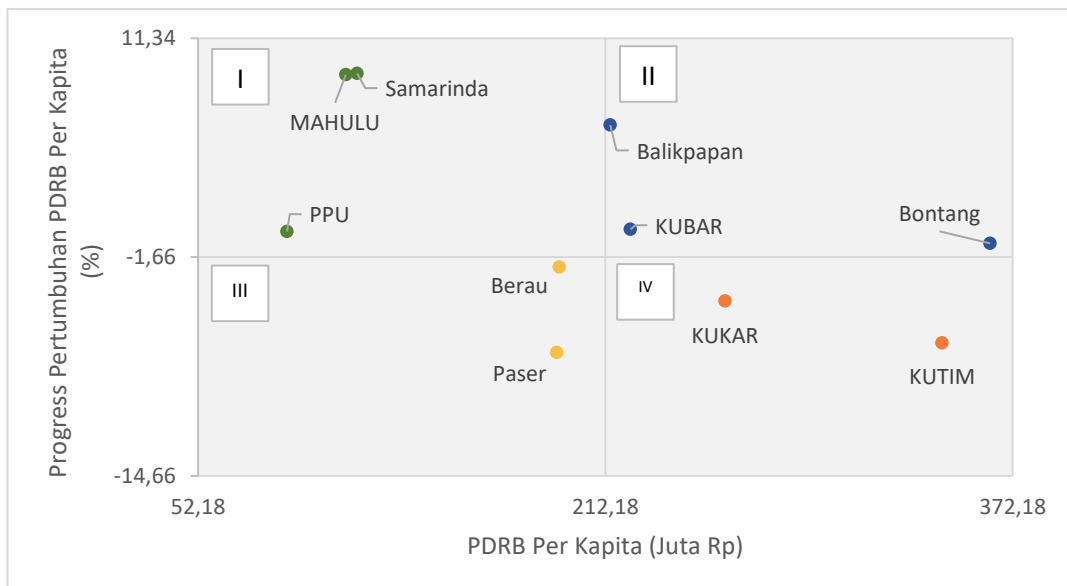 Progress Pertumbuhan PDRB Per Kapita
(%)
11,34
-1,66
-14,66
I
II
Samarinda
MAHULU
Balikpapan
PPU
KUBAR
Bontang
III
Berau
IV
KUKAR
Paser
KUTIM
52,18
212,18
372,18
PDRB Per Kapita (Juta Rp)